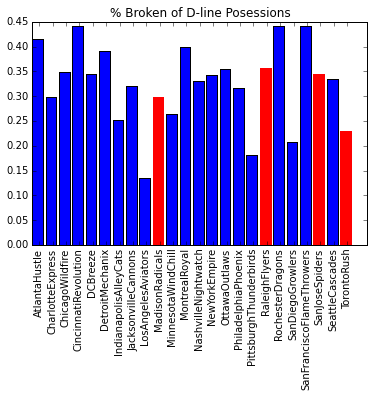 % Broken of D-line Posessions
0.45
0.40
0.35
0.30
0.25
0.20
0.15
0.10
0.05
0.00
AtlantaHustle
CharlotteExpress
ChicagoWildfire
CincinnatiRevolution
DCBreeze
DetroitMechanix
IndianapolisAlleyCats
JacksonvilleCannons
LosAngelesAviators
MadisonRadicals
MinnesotaWindChill
MontrealRoyal
NashvilleNightwatch
NewYorkEmpire
OttawaOutlaws
PhiladelphiaPhoenix
PittsburghThunderbirds
RaleighFlyers
RochesterDragons
SanDiegoGrowlers
SanFranciscoFlameThrowers
SanJoseSpiders
SeattleCascades
TorontoRush